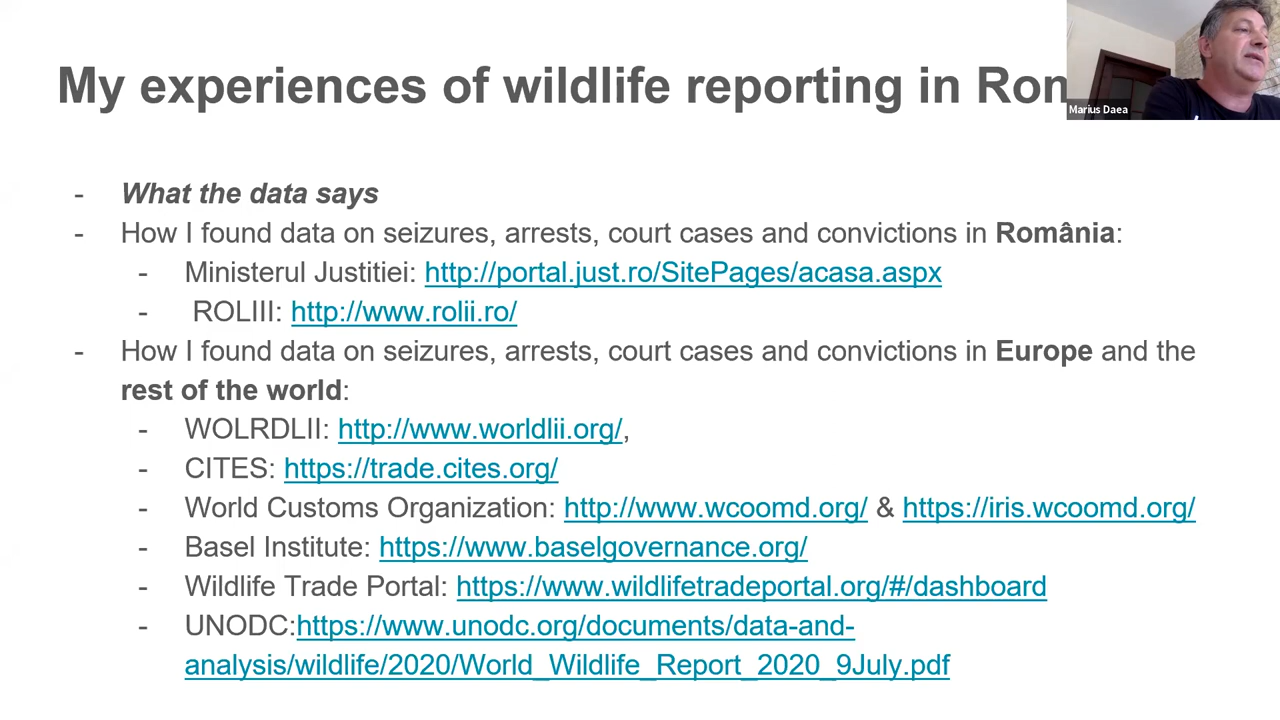 My experiences of wildlife reporting in Rom
Marius Daea
- What the data says
- How I found data on seizures, arrests, court cases and convictions in România:
- Ministerul Justitiei: http://portal.just.ro/SitePages/acasa.aspx
- ROLIII: http://www.rolii.ro/
- How I found data on seizures, arrests, court cases and convictions in Europe and the
rest of the world:
- WOLRDLII: http://www.worldlii.org/,
- CITES: https://trade.cites.org/
- World Customs Organization: http://www.wcoomd.org/ & https://iris.wcoomd.org/
- Basel Institute: https://www.baselgovernance.org/
- Wildlife Trade Portal: https://www.wildlifetradeportal.org/#/dashboard
- UNODC:https://www.unodc.org/documents/data-and-
analysis/wildlife/2020/World_Wildlife_Report_2020_9July.pdf